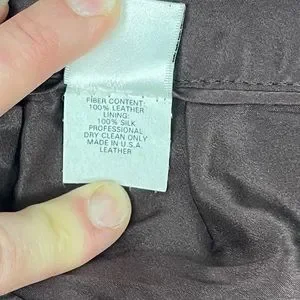 FIBER CONTENT:
100% LEATHER
LINING:
100% SILK
PROFESSIONAL
DRY CLEAN ONLY
MADE IN U.S.A.
LEATHER